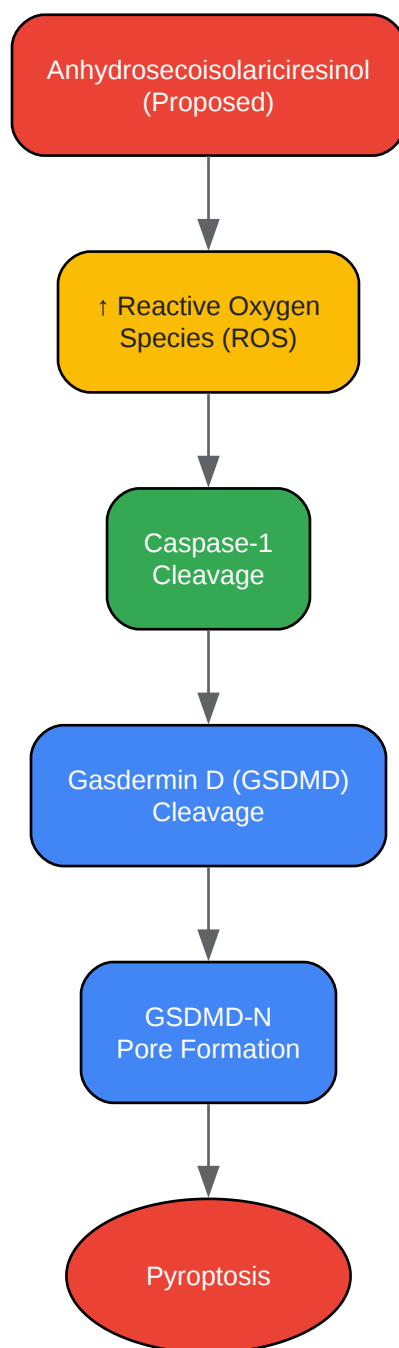 Anhydrosecoisolariciresinol
(Proposed)
↑ Reactive Oxygen
Species (ROS)
Caspase-1
Cleavage
Gasdermin D (GSDMD)
Cleavage
GSDMD-N
Pore Formation
Pyroptosis